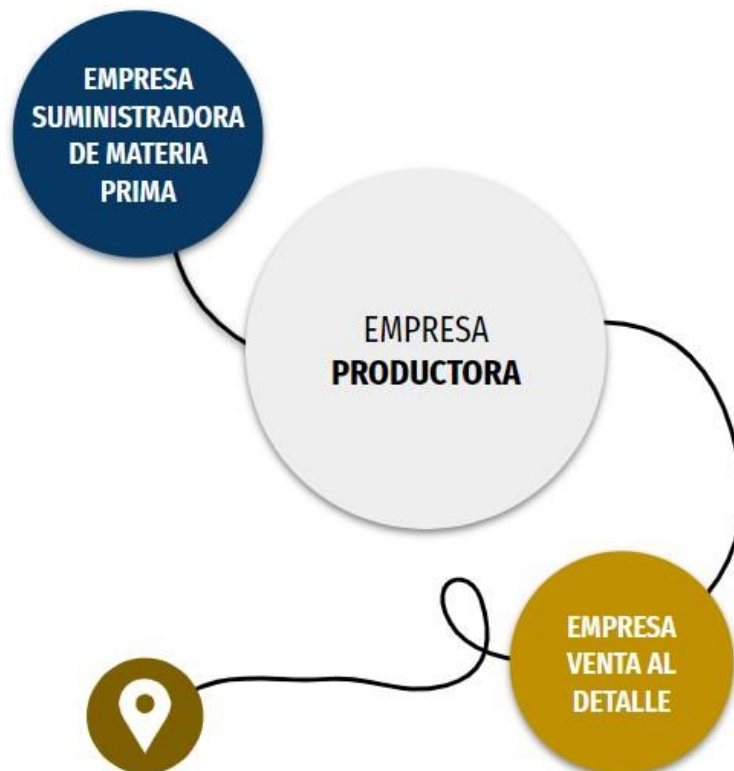 EMPRESA
SUMINISTRADORA
DE MATERIA
PRIMA
EMPRESA
PRODUCTORA
EMPRESA
VENTA AL
DETALLE